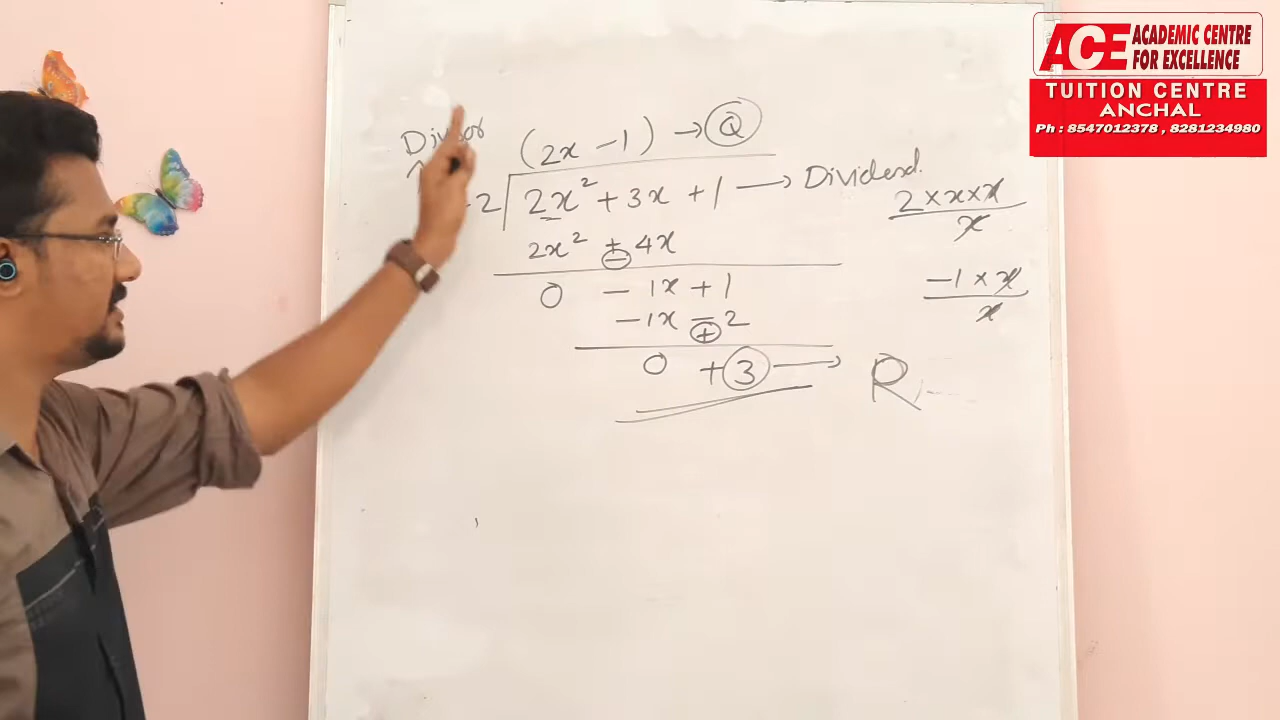 ACE ACADEMIC CENTRE
FOR EXCELLENCE
TUITION CENTRE
ANCHAL
Ph : 8547012378 , 8281234980
(2x - 1) → Q
2 2x² + 3x + 1 → Dividend.
2x² + 4x
-
0 - 1x + 1
-1x - 2
+
0 + 3 → R
2 × x × x
x
-1 × x
x